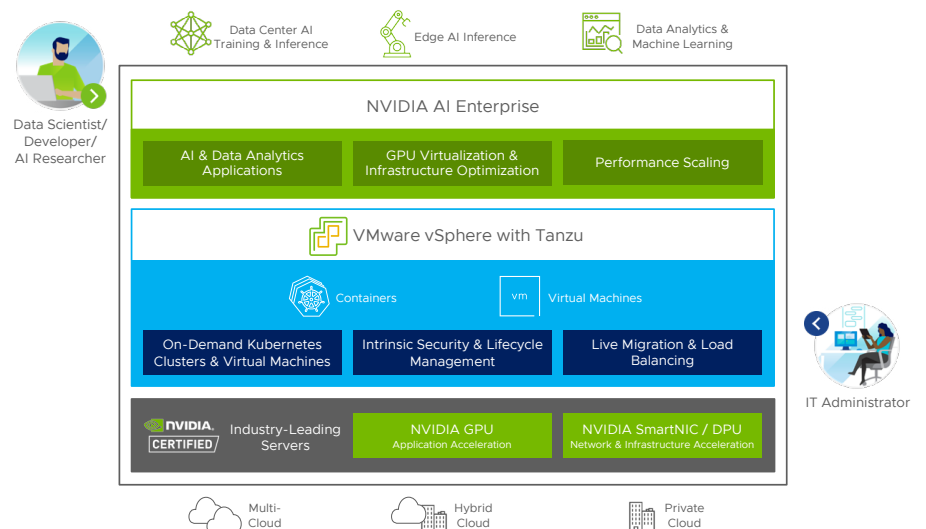 Data Center AI
Training & Inference
Edge AI Inference
Data Analytics &
Machine Learning
Data Scientist/
Developer/
AI Researcher
NVIDIA AI Enterprise
AI & Data Analytics
Applications
GPU Virtualization &
Infrastructure Optimization
Performance Scaling
VMware vSphere with Tanzu
Containers
vm
Virtual Machines
On-Demand Kubernetes
Clusters & Virtual Machines
Intrinsic Security & Lifecycle
Management
Live Migration & Load
Balancing
IT Administrator
NVIDIA.
CERTIFIED
Industry-Leading
Servers
NVIDIA GPU
Application Acceleration
NVIDIA SmartNIC / DPU
Network & Infrastructure Acceleration
Multi-
Cloud
Hybrid
Cloud
Private
Cloud